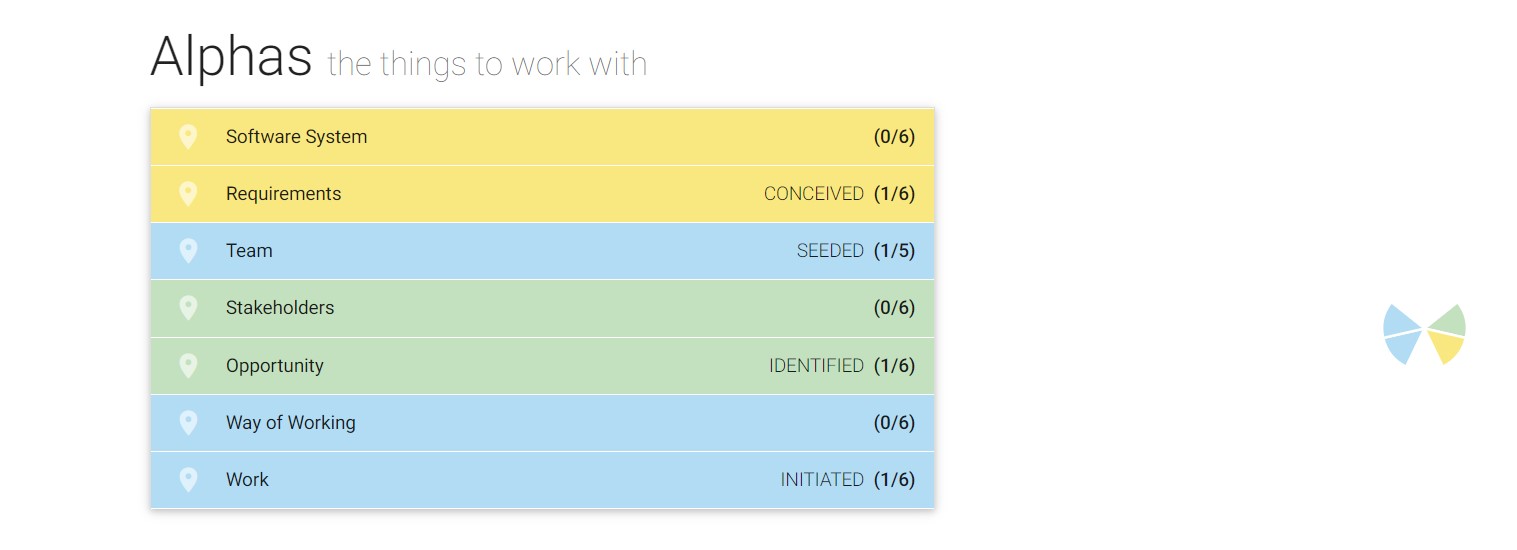 Alphas the things to work with
Software System (0/6)
Requirements CONCEIVED (1/6)
Team SEEDED (1/5)
Stakeholders (0/6)
Opportunity IDENTIFIED (1/6)
Way of Working (0/6)
Work INITIATED (1/6)